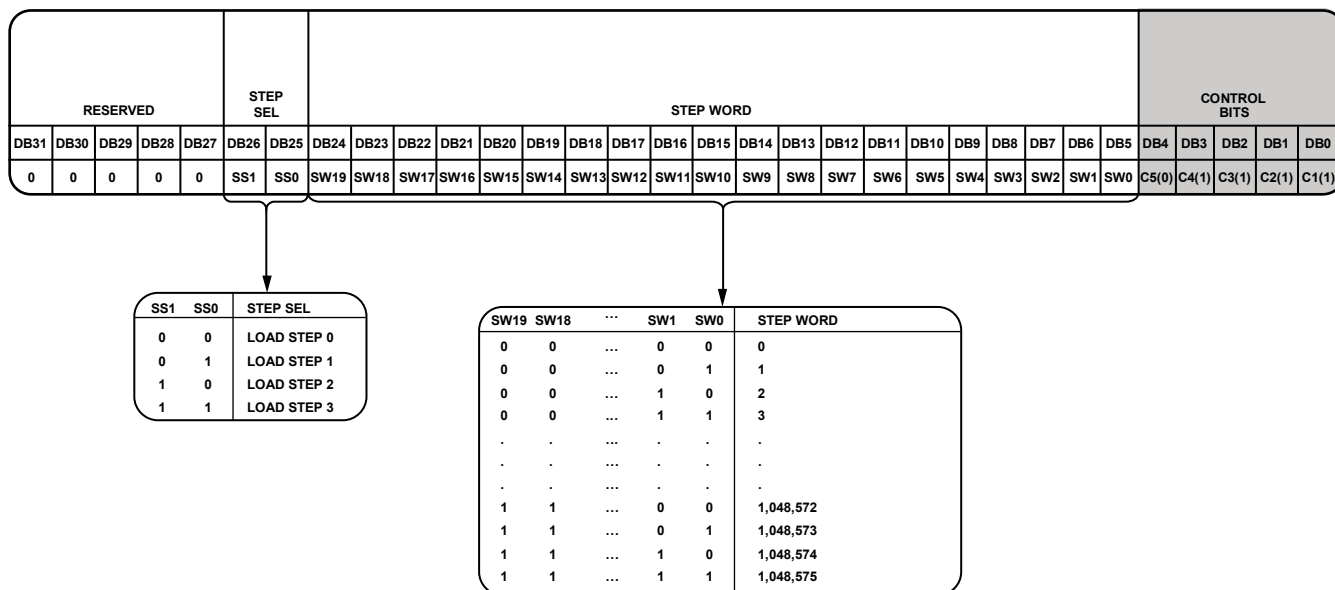 RESERVED
STEP
SEL
STEP WORD
CONTROL
BITS
DB31 DB30 DB29 DB28 DB27 DB26 DB25 DB24 DB23 DB22 DB21 DB20 DB19 DB18 DB17 DB16 DB15 DB14 DB13 DB12 DB11 DB10 DB9 DB8 DB7 DB6 DB5 DB4 DB3 DB2 DB1 DB0
0 0 0 0 0 SS1 SS0 SW19 SW18 SW17 SW16 SW15 SW14 SW13 SW12 SW11 SW10 SW9 SW8 SW7 SW6 SW5 SW4 SW3 SW2 SW1 SW0 C5(0) C4(1) C3(1) C2(1) C1(1)
SS1 SS0 STEP SEL
0 0 LOAD STEP 0
0 1 LOAD STEP 1
1 0 LOAD STEP 2
1 1 LOAD STEP 3
SW19 SW18 ... SW1 SW0 STEP WORD
0 0 ... 0 0 0
0 0 ... 0 1 1
0 0 ... 1 0 2
0 0 ... 1 1 3
. . ... . . .
. . ... . . .
. . ... . . .
1 1 ... 0 0 1,048,572
1 1 ... 0 1 1,048,573
1 1 ... 1 0 1,048,574
1 1 ... 1 1 1,048,575